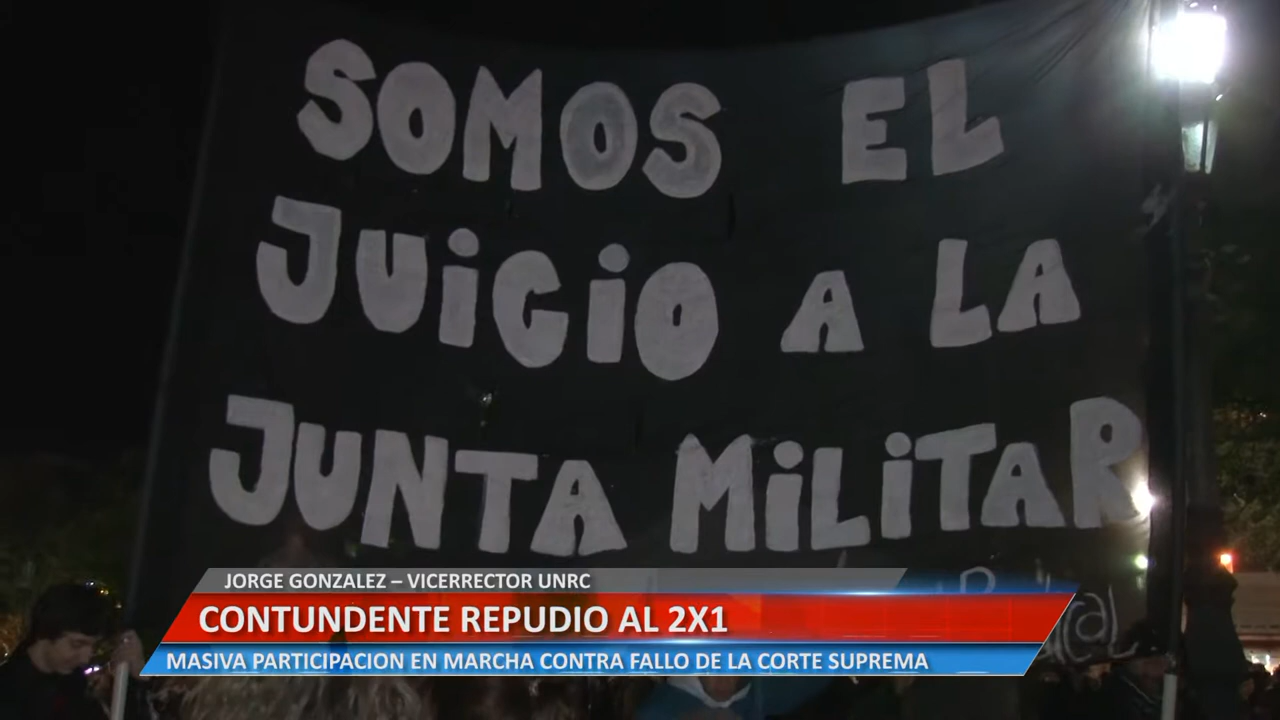 SOMOS EL
JUiCiO A LA
JUNTA MiLiTAR
JORGE GONZALEZ – VICERRECTOR UNRC
CONTUNDENTE REPUDIO AL 2X1
MASIVA PARTICIPACION EN MARCHA CONTRA FALLO DE LA CORTE SUPREMA